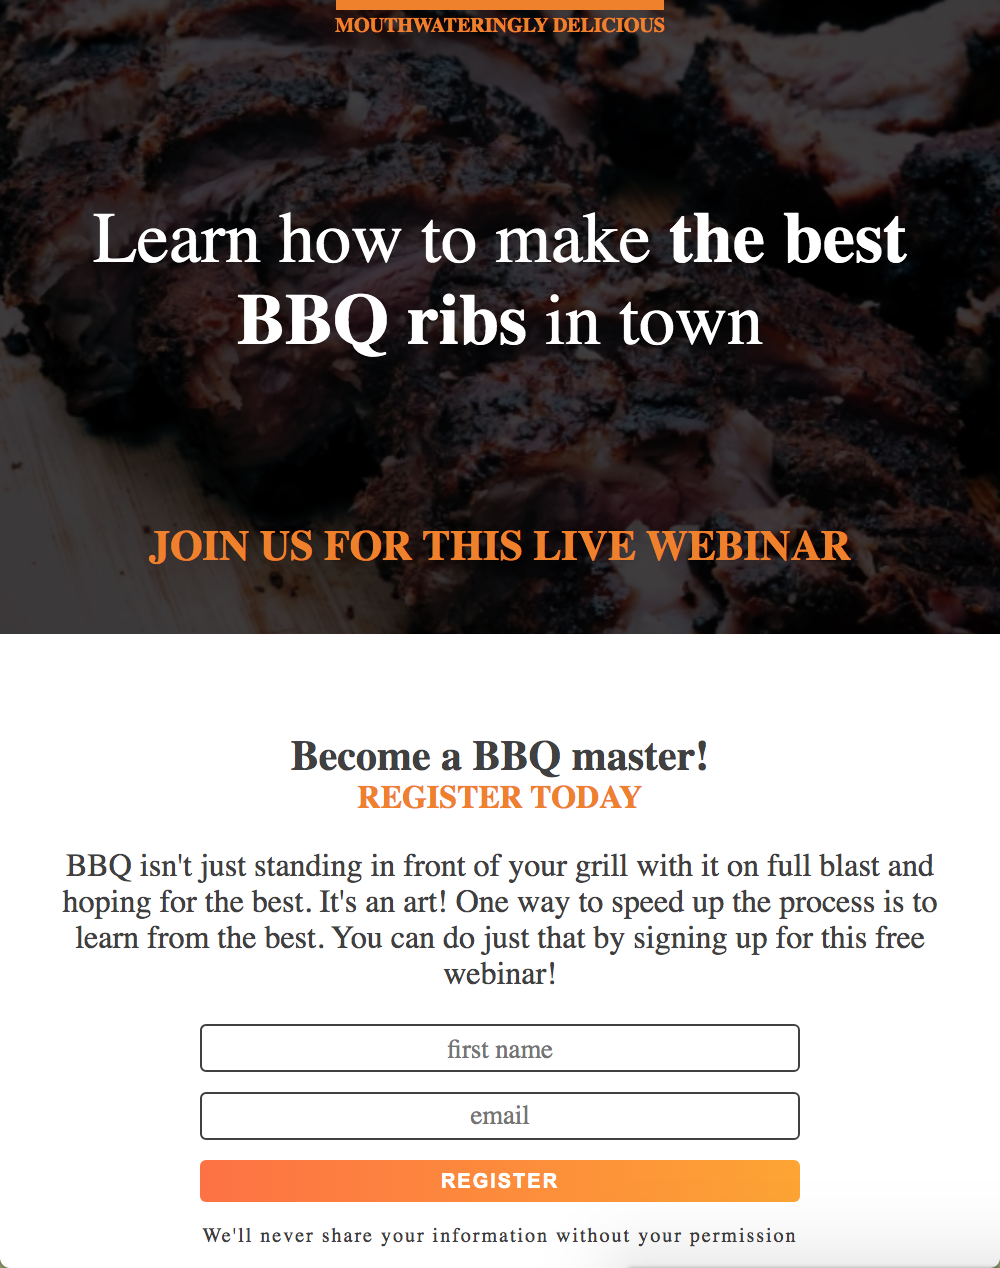 MOUTHWATERINGLY DELICIOUS
Learn how to make the best
BBQ ribs in town
JOIN US FOR THIS LIVE WEBINAR
Become a BBQ master!
REGISTER TODAY
BBQ isn't just standing in front of your grill with it on full blast and
hoping for the best. It's an art! One way to speed up the process is to
learn from the best. You can do just that by signing up for this free
webinar!
first name
email
REGISTER
We'll never share your information without your permission